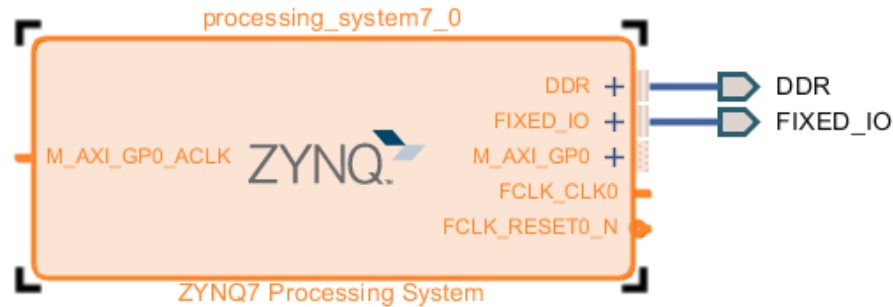 processing_system7_0
DDR
DDR
FIXED_IO
FIXED_IO
M_AXI_GP0_ACLK
ZYNQ
M_AXI_GP0
FCLK_CLK0
FCLK_RESET0_N
ZYNQ7 Processing System